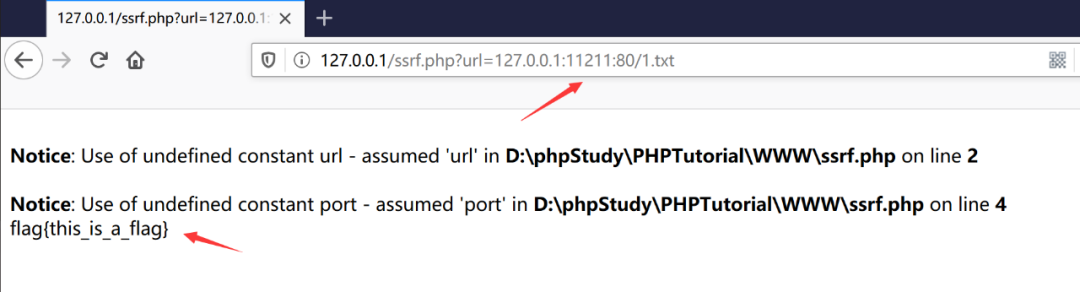 127.0.0.1/ssrf.php?url=127.0.0.1:
127.0.0.1/ssrf.php?url=127.0.0.1:11211:80/1.txt
Notice: Use of undefined constant url - assumed 'url' in D:\phpStudy\PHPTutorial\WWW\ssrf.php on line 2
Notice: Use of undefined constant port - assumed 'port' in D:\phpStudy\PHPTutorial\WWW\ssrf.php on line 4
flag{this_is_a_flag}